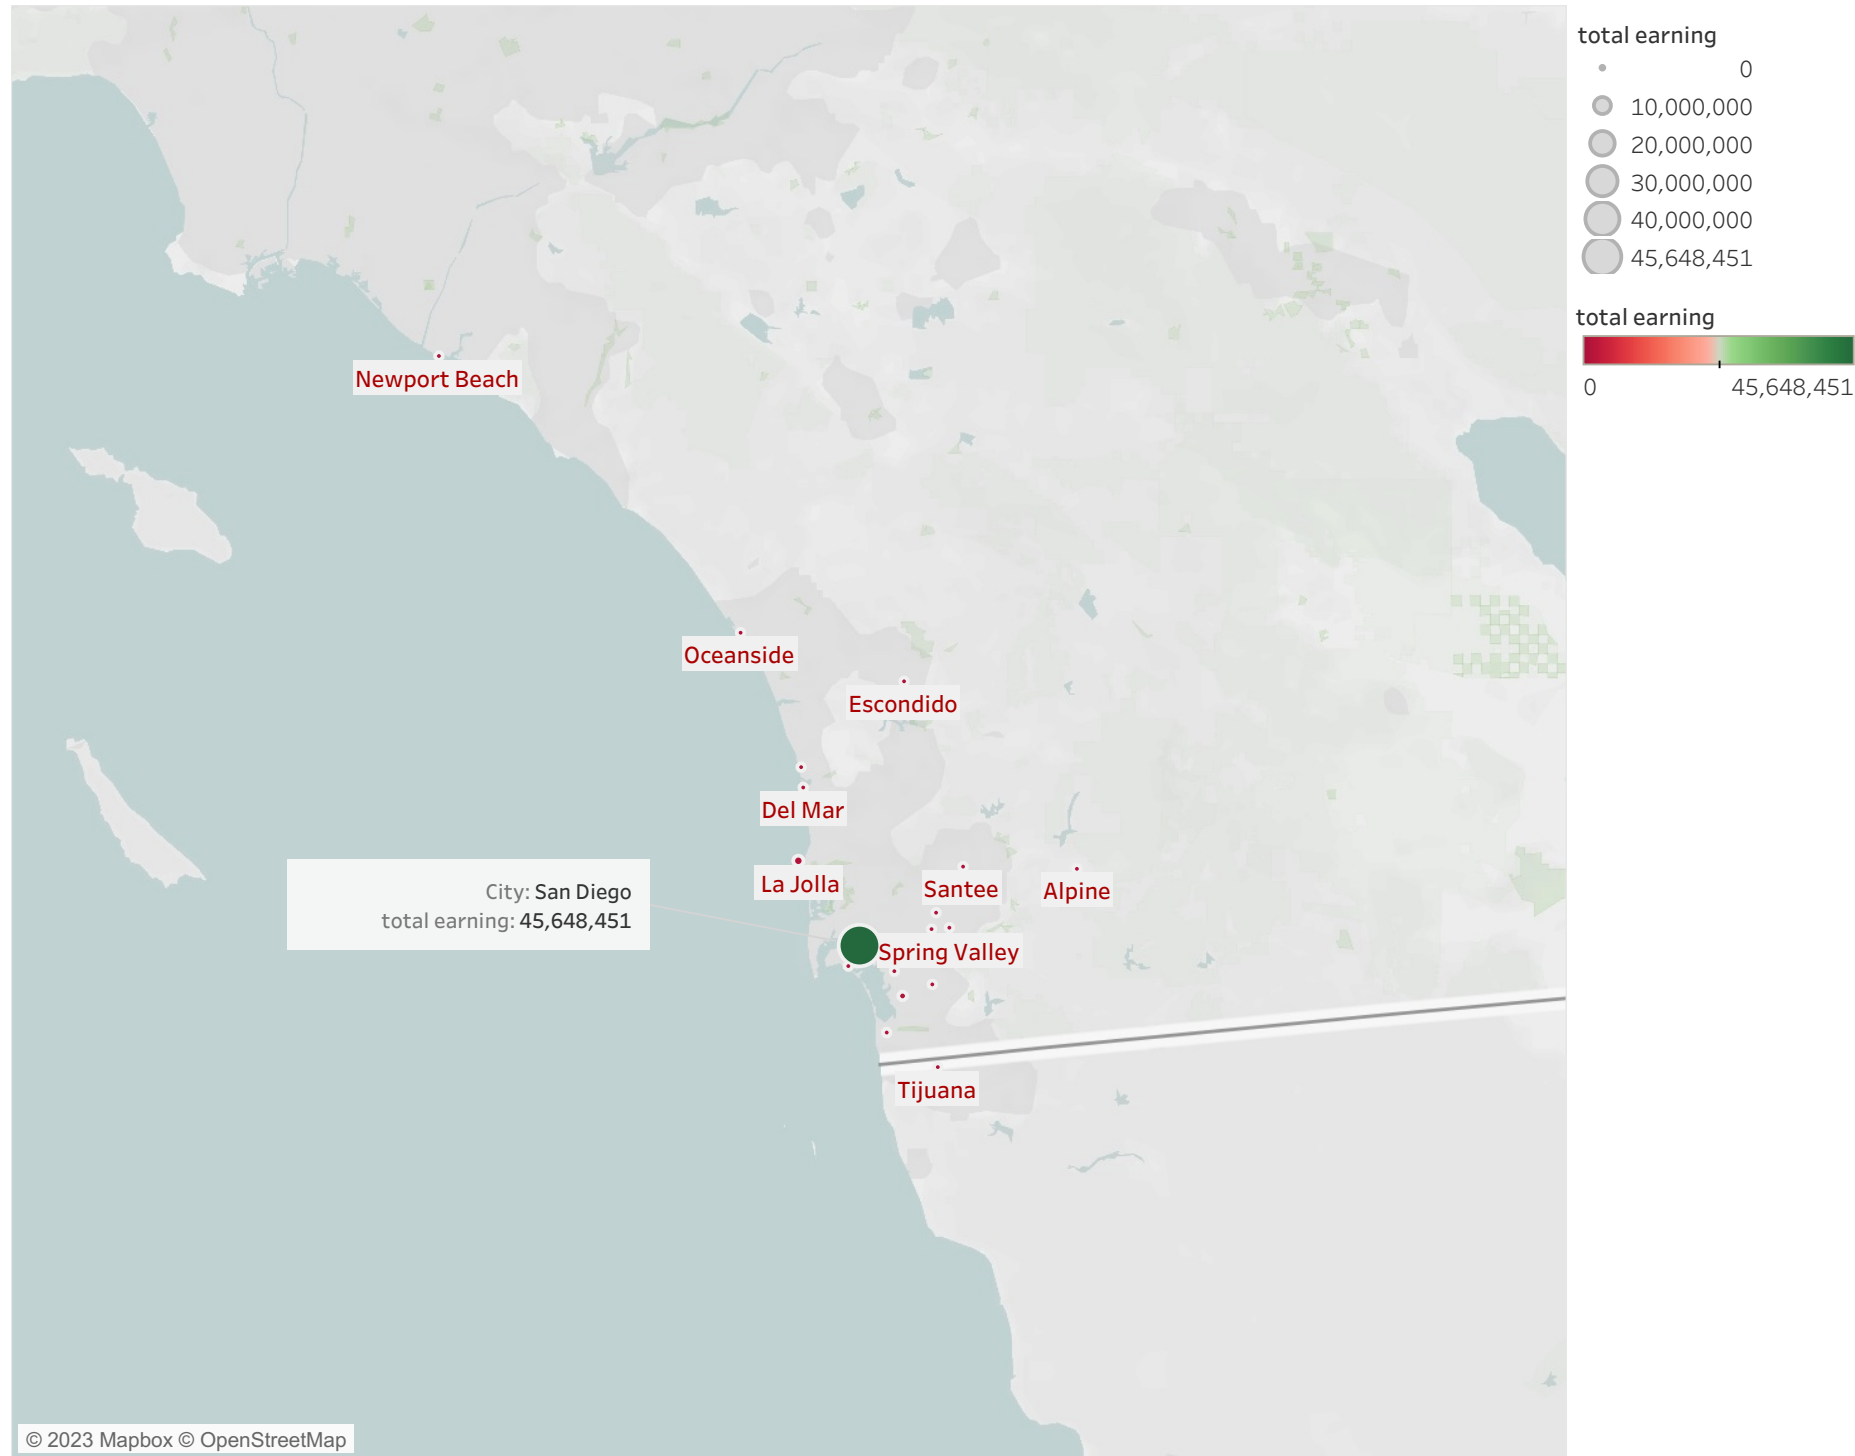 Newport Beach
Oceanside
Escondido
Del Mar
La Jolla
Santee
Alpine
City: San Diego
total earning: 45,648,451
Spring Valley
Tijuana
© 2023 Mapbox © OpenStreetMap
total earning
0
10,000,000
20,000,000
30,000,000
40,000,000
45,648,451
total earning
0 45,648,451